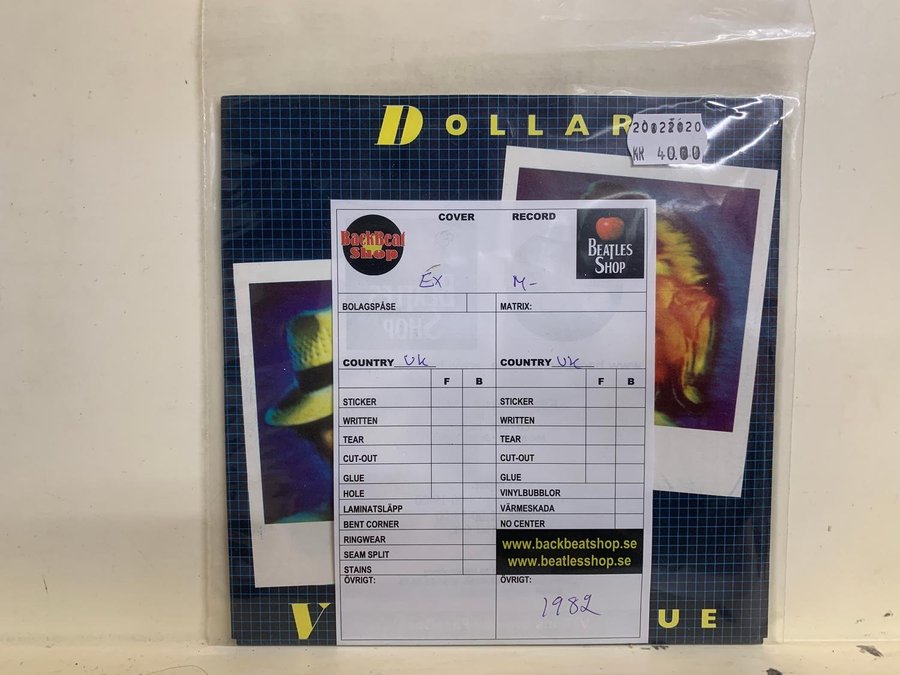 DOLLAR
20022020
KR 40.00
COVER RECORD
BackBeat
Shop
BEATLES
SHOP
Ex M-
BOLAGSPÅSE MATRIX:
COUNTRY UK COUNTRY UK
F B F B
STICKER STICKER
WRITTEN WRITTEN
TEAR TEAR
CUT-OUT CUT-OUT
GLUE GLUE
HOLE VINYLBUBBLOR
LAMINATSLÄPP VÄRMESKADA
BENT CORNER NO CENTER
RINGWEAR
SEAM SPLIT
STAINS
www.backbeatshop.se
www.beatlesshop.se
ÖVRIGT: ÖVRIGT:
1982
V UE